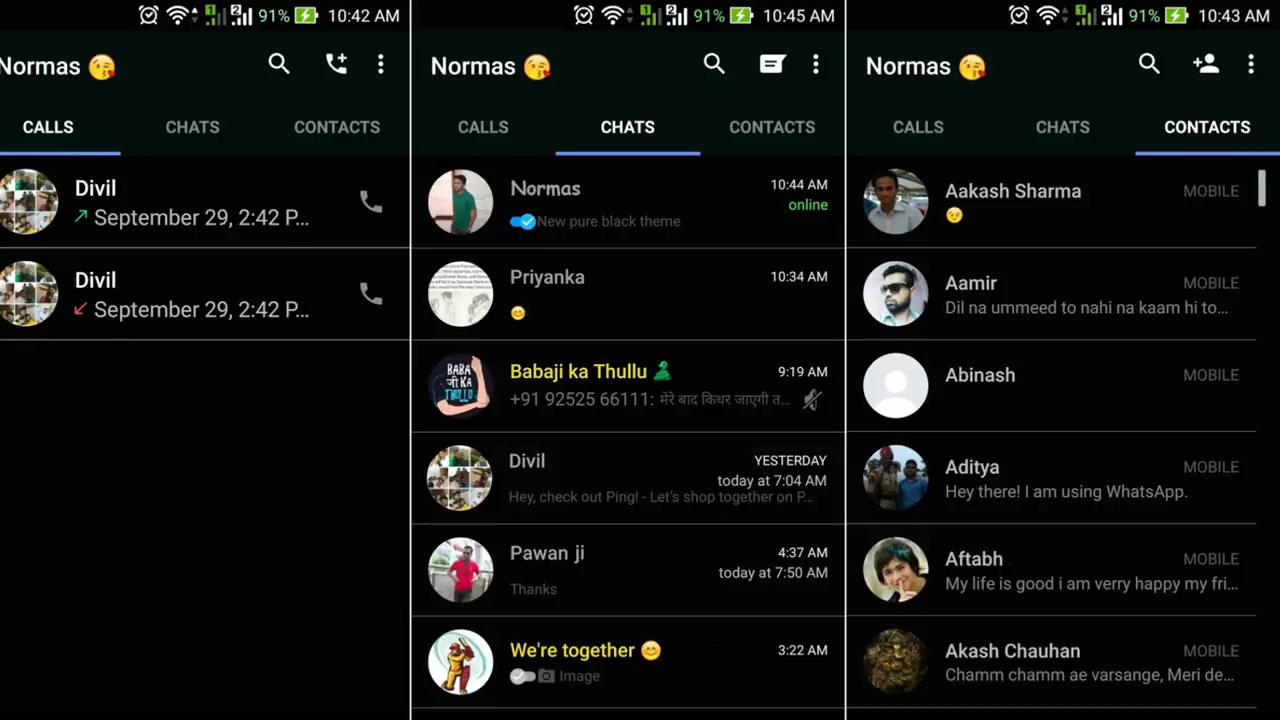 91% 10:42 AM
Normas 😘
CALLS CHATS CONTACTS
Divil
September 29, 2:42 P...
Divil
September 29, 2:42 P...
1 2 91% 10:45 AM
Normas 😘
CALLS CHATS CONTACTS
Normas 10:44 AM
online
New pure black theme
Priyanka 10:34 AM
😊
BABA
जी KA
THULLU
Babaji ka Thullu 9:19 AM
+91 92525 66111: मेरे बाद किधर जाएगी त...
Divil YESTERDAY
today at 7:04 AM
Hey, check out Ping! - Let's shop together on P...
Pawan ji 4:37 AM
today at 7:50 AM
Thanks
We're together 😊 3:22 AM
Image
1 2 91% 10:43 AM
Normas 😘
CALLS CHATS CONTACTS
Aakash Sharma MOBILE
Aamir MOBILE
Dil na ummeed to nahi na kaam hi to...
Abinash MOBILE
Aditya MOBILE
Hey there! I am using WhatsApp.
Aftabh MOBILE
My life is good i am verry happy my fri...
Akash Chauhan MOBILE
Chamm chamm ae varsange, Meri de...